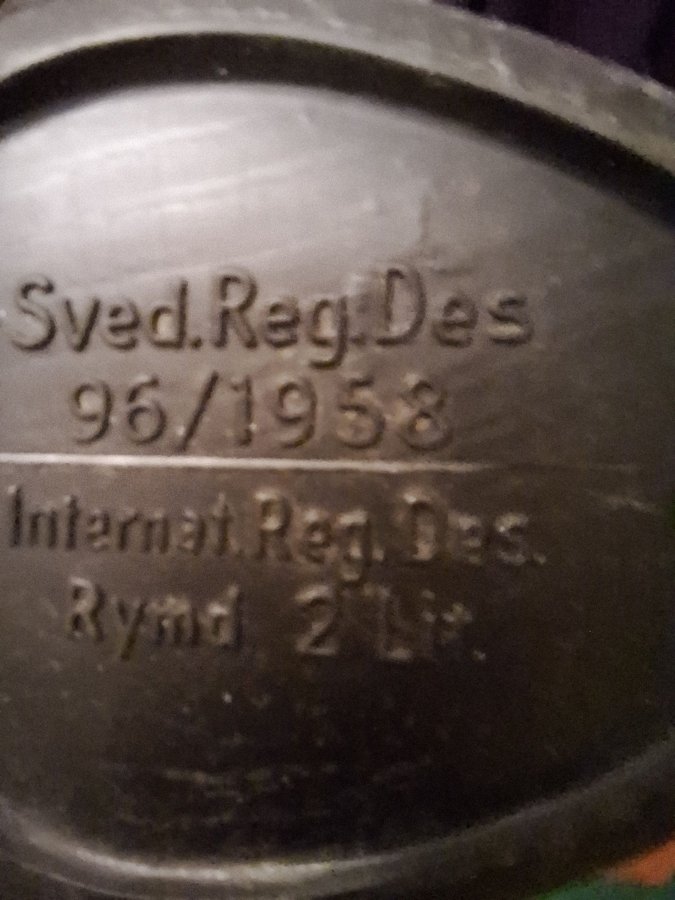 Sved.Reg.Des
96/1958
Internat.Reg.Des.
Rymd 2 Lit.